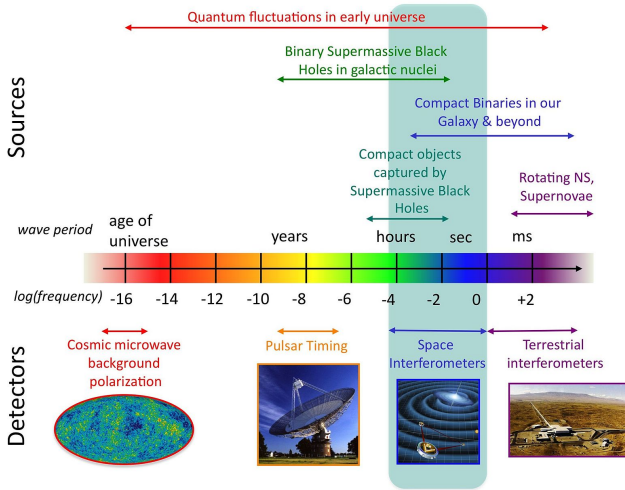 Quantum fluctuations in early universe
Binary Supermassive Black
Holes in galactic nuclei
Compact Binaries in our
Galaxy & beyond
Compact objects
captured by
Supermassive Black
Holes
Rotating NS,
Supernovae
Sources
wave period
age of
universe
years
hours
sec
ms
log(frequency)
-16 -14 -12 -10 -8 -6 -4 -2 0 +2
Detectors
Cosmic microwave
background
polarization
Pulsar Timing
Space
Interferometers
Terrestrial
interferometers